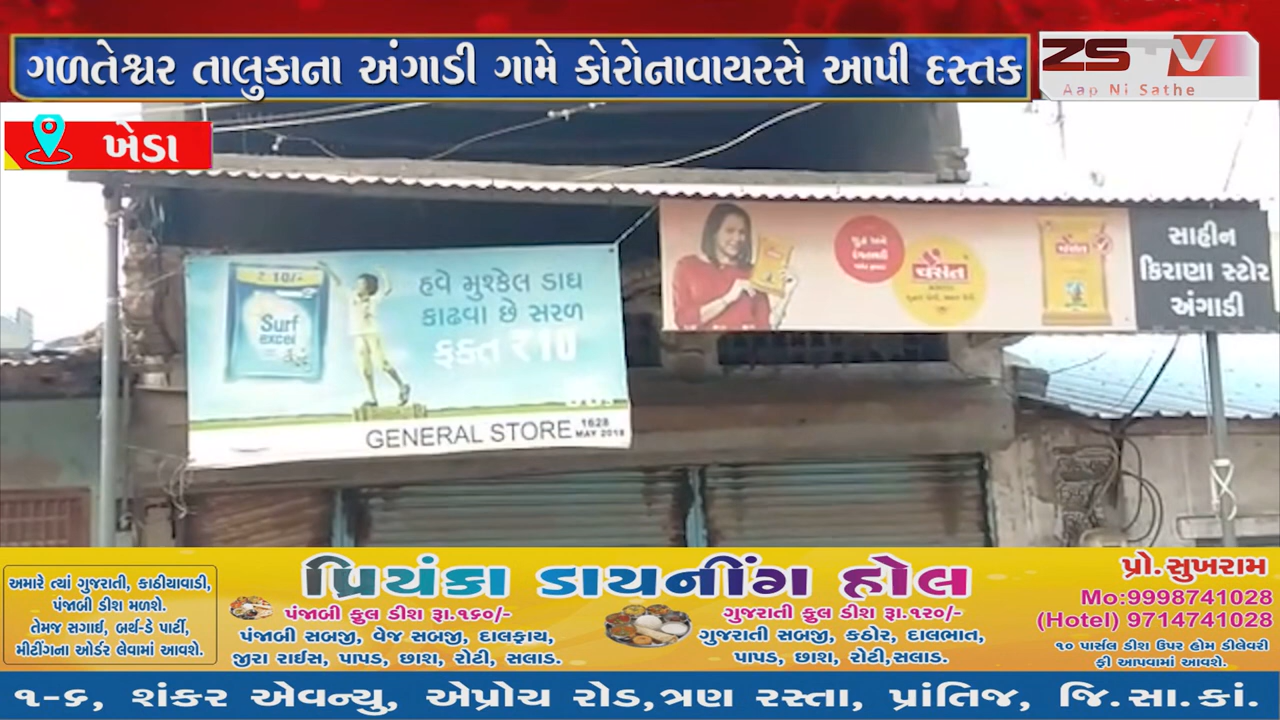 ગળતેશ્વર તાલુકાના અંગાડી ગામે કોરોનાવાયરસે આપી દસ્તક
ZSTV
Aap Ni Sathe
ખેડા
₹ 10/-
Surf
excel
હવે મુશ્કેલ ડાઘ
કાઢવા છે સરળ
ફક્ત ₹10
GENERAL STORE
1628
MAY 2018
શુદ્ધ અને
વસંત
વસંત
સાહીન
કિરાણા સ્ટોર
અંગાડી
અમારે ત્યાં ગુજરાતી, કાઠીયાવાડી,
પંજાબી ડીશ મળશે.
તેમજ સગાઈ, બર્થ-ડે પાર્ટી,
મીટીંગના ઓર્ડર લેવામાં આવશે.
પ્રિયંકા ડાયનીંગ હોલ
પંજાબી ફુલ ડીશ રૂા.૧૬૦/-
પંજાબી સબજી, વેજ સબજી, દાલફ્રાય,
જીરા રાઈસ, પાપડ, છાશ, રોટી, સલાડ.
ગુજરાતી ફુલ ડીશ રૂા.૧૨૦/-
ગુજરાતી સબજી, કઠોર, દાલભાત,
પાપડ, છાશ, રોટી,સલાડ.
પ્રો.સુખરામ
Mo:9998741028
(Hotel) 9714741028
૧૦ પાર્સલ ડીશ ઉપર હોમ ડીલેવરી
ફ્રી આપવામાં આવશે.
૧-૬, શંકર એવન્યુ, એપ્રોચ રોડ,ત્રણ રસ્તા, પ્રાંતિજ, જિ.સા.કાં.